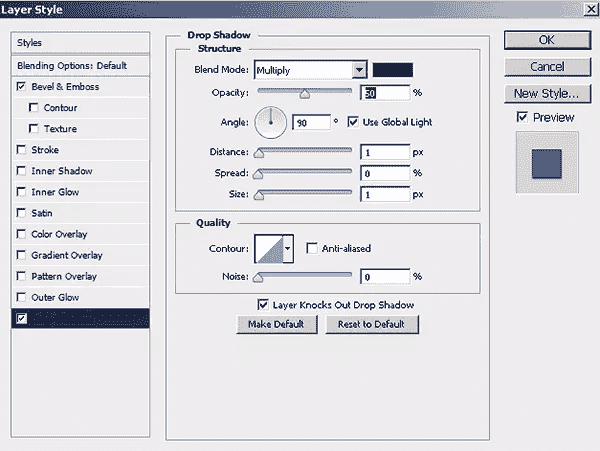 Layer Style
Styles
Blending Options: Default
Bevel & Emboss
Contour
Texture
Stroke
Inner Shadow
Inner Glow
Satin
Color Overlay
Gradient Overlay
Pattern Overlay
Outer Glow
Drop Shadow
Structure
Blend Mode: Multiply
Opacity: 50 %
Angle: 90 ° Use Global Light
Distance: 1 px
Spread: 0 %
Size: 1 px
Quality
Contour: Anti-aliased
Noise: 0 %
Layer Knocks Out Drop Shadow
Make Default Reset to Default
OK
Cancel
New Style...
Preview